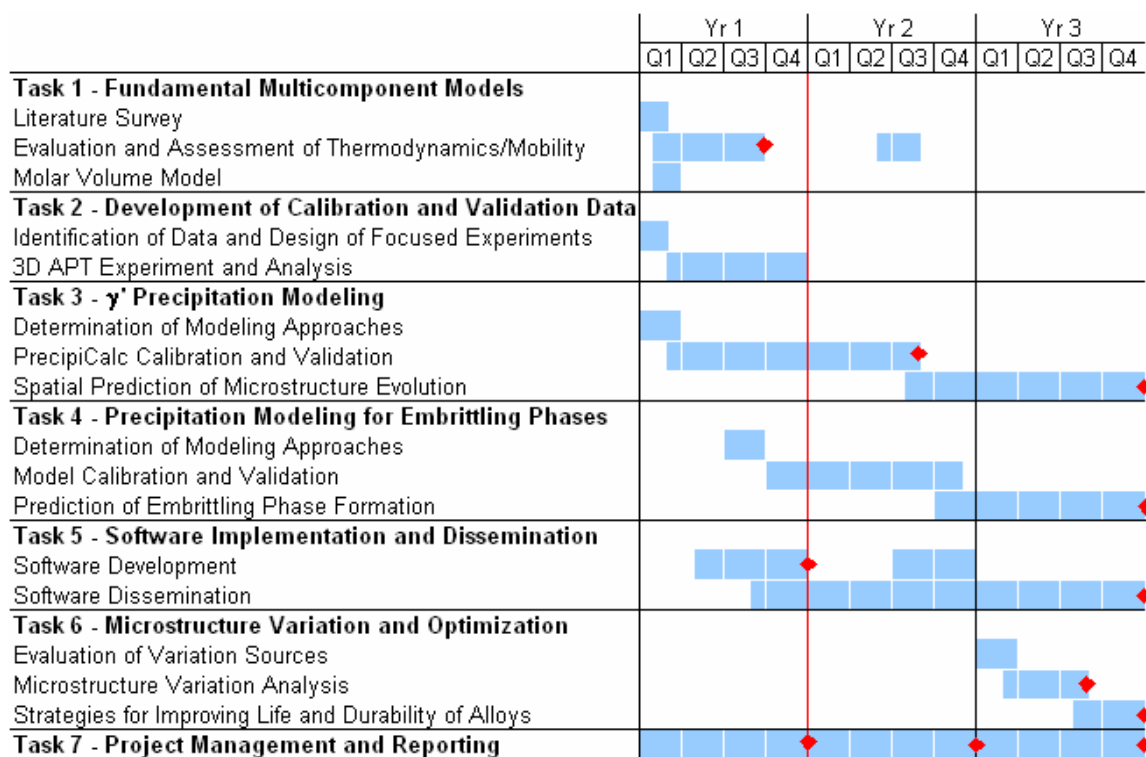 Yr 1 Yr 2 Yr 3
Q1 Q2 Q3 Q4 Q1 Q2 Q3 Q4 Q1 Q2 Q3 Q4
Task 1 - Fundamental Multicomponent Models
Literature Survey
Evaluation and Assessment of Thermodynamics/Mobility
Molar Volume Model
Task 2 - Development of Calibration and Validation Data
Identification of Data and Design of Focused Experiments
3D APT Experiment and Analysis
Task 3 - γ' Precipitation Modeling
Determination of Modeling Approaches
PrecipiCalc Calibration and Validation
Spatial Prediction of Microstructure Evolution
Task 4 - Precipitation Modeling for Embrittling Phases
Determination of Modeling Approaches
Model Calibration and Validation
Prediction of Embrittling Phase Formation
Task 5 - Software Implementation and Dissemination
Software Development
Software Dissemination
Task 6 - Microstructure Variation and Optimization
Evaluation of Variation Sources
Microstructure Variation Analysis
Strategies for Improving Life and Durability of Alloys
Task 7 - Project Management and Reporting